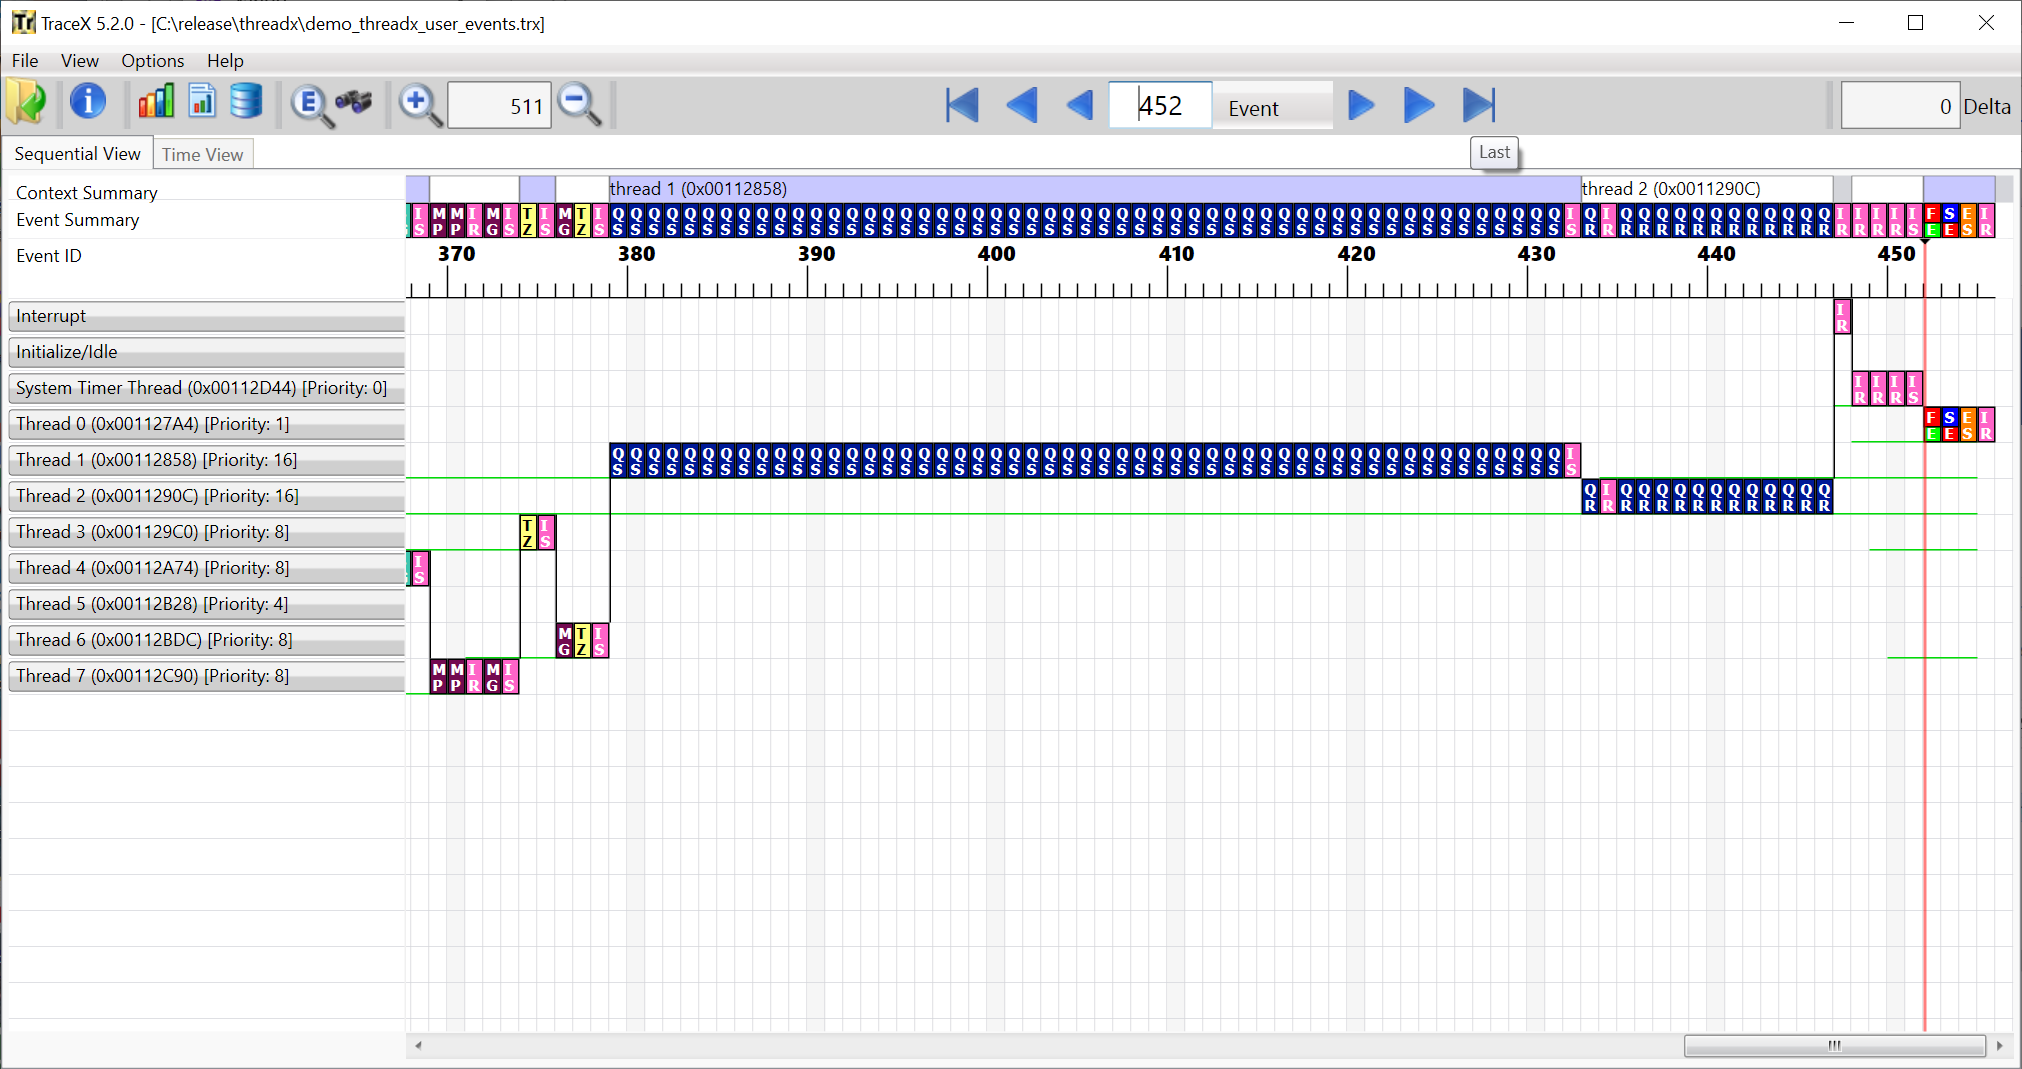 Tr TraceX 5.2.0 - [C:\release\threadx\demo_threadx_user_events.trx]
File View Options Help
511 452 Event 0 Delta
Sequential View Time View Last
Context Summary thread 1 (0x00112858) thread 2 (0x0011290C)
Event Summary
Event ID 370 380 390 400 410 420 430 440 450
Interrupt
Initialize/Idle
System Timer Thread (0x00112D44) [Priority: 0]
Thread 0 (0x001127A4) [Priority: 1]
Thread 1 (0x00112858) [Priority: 16]
Thread 2 (0x0011290C) [Priority: 16]
Thread 3 (0x001129C0) [Priority: 8]
Thread 4 (0x00112A74) [Priority: 8]
Thread 5 (0x00112B28) [Priority: 4]
Thread 6 (0x00112BDC) [Priority: 8]
Thread 7 (0x00112C90) [Priority: 8]